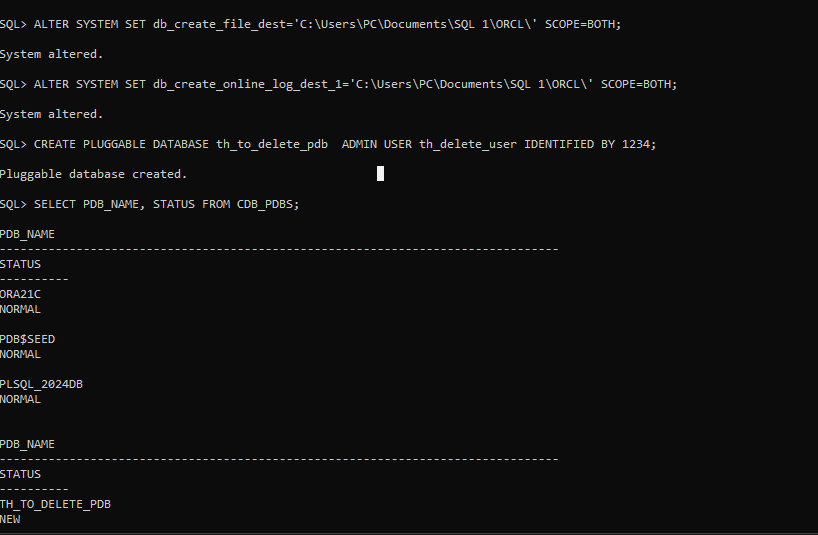 SQL> ALTER SYSTEM SET db_create_file_dest='C:\Users\PC\Documents\SQL 1\ORCL\' SCOPE=BOTH;
System altered.
SQL> ALTER SYSTEM SET db_create_online_log_dest_1='C:\Users\PC\Documents\SQL 1\ORCL\' SCOPE=BOTH;
System altered.
SQL> CREATE PLUGGABLE DATABASE th_to_delete_pdb  ADMIN USER th_delete_user IDENTIFIED BY 1234;
Pluggable database created.
SQL> SELECT PDB_NAME, STATUS FROM CDB_PDBS;
PDB_NAME
--------------------------------------------------------------------------------
STATUS
----------
ORA21C
NORMAL
PDB$SEED
NORMAL
PLSQL_2024DB
NORMAL
PDB_NAME
--------------------------------------------------------------------------------
STATUS
----------
TH_TO_DELETE_PDB
NEW